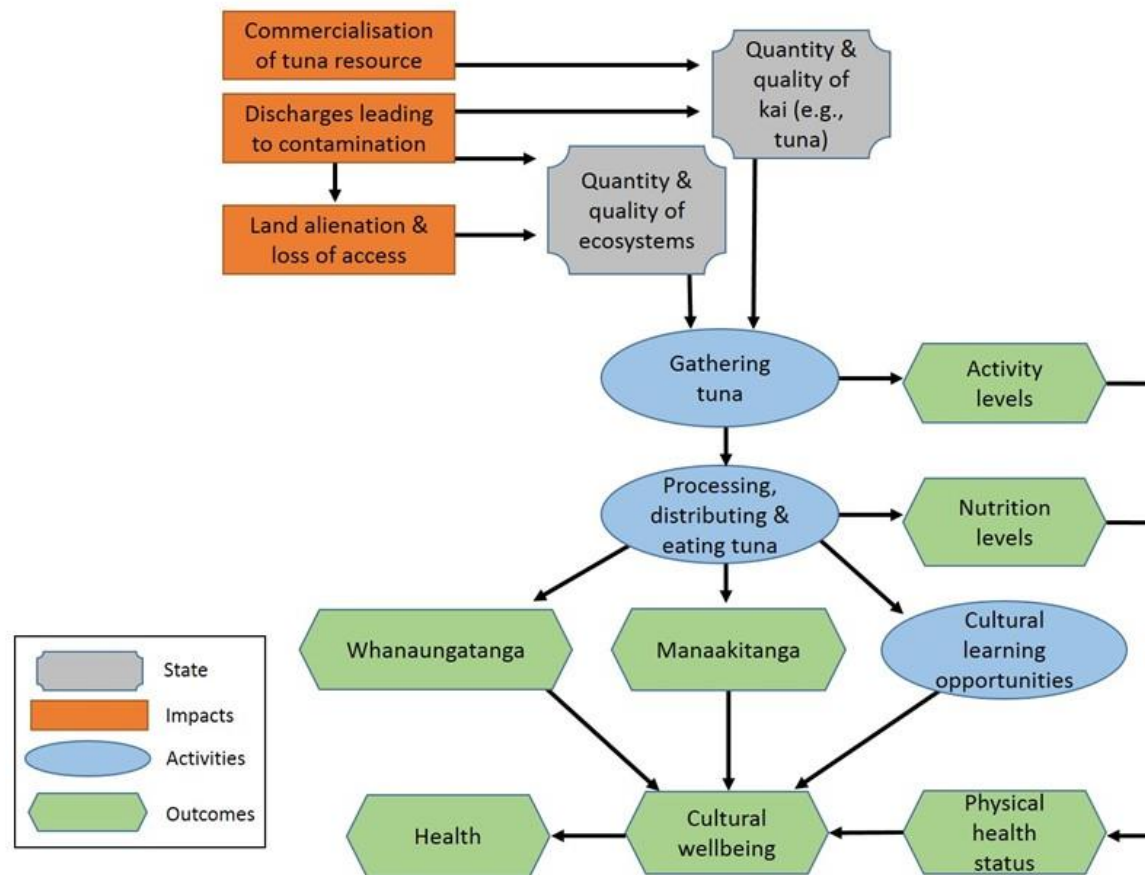 Commercialisation
of tuna resource
Discharges leading
to contamination
Land alienation &
loss of access
Quantity &
quality of
kai (e.g.,
tuna)
Quantity &
quality of
ecosystems
Gathering
tuna
Activity
levels
Processing,
distributing &
eating tuna
Nutrition
levels
Whanaungatanga
Manaakitanga
Cultural
learning
opportunities
Health
Cultural
wellbeing
Physical
health
status
State
Impacts
Activities
Outcomes